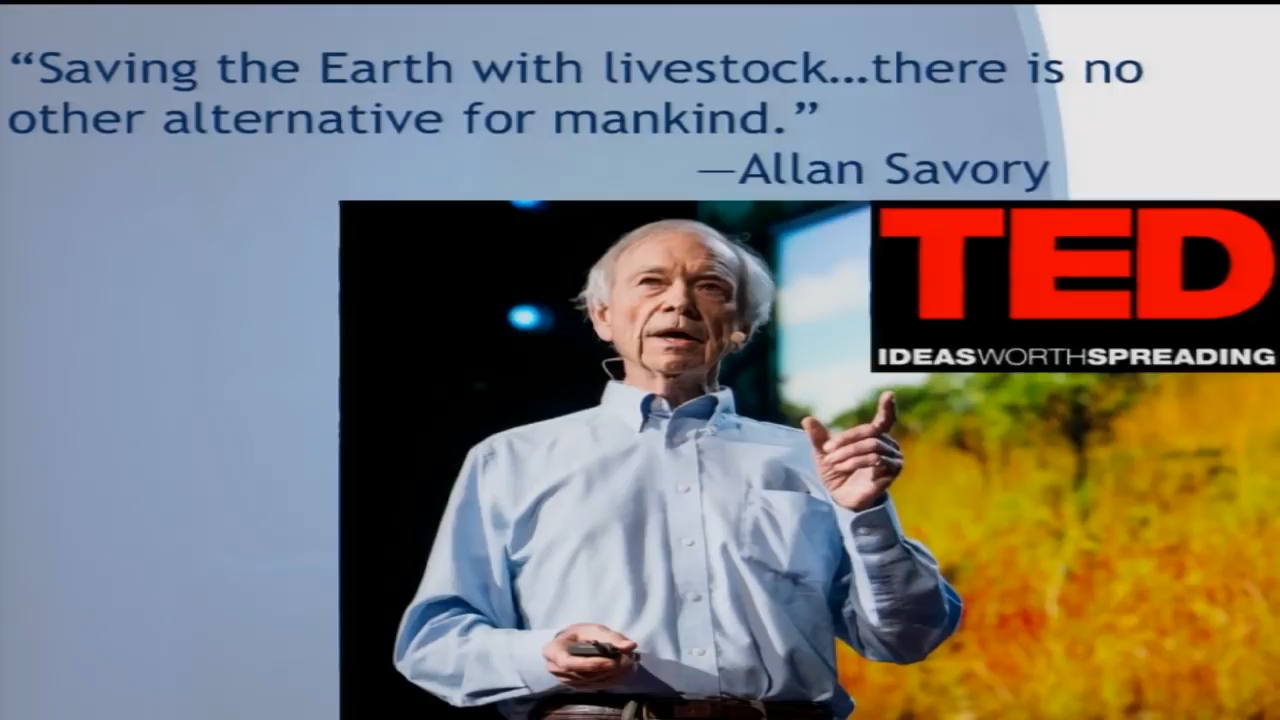 “Saving the Earth with livestock...there is no
other alternative for mankind.”
—Allan Savory
TED
IDEASWORTHSPREADING